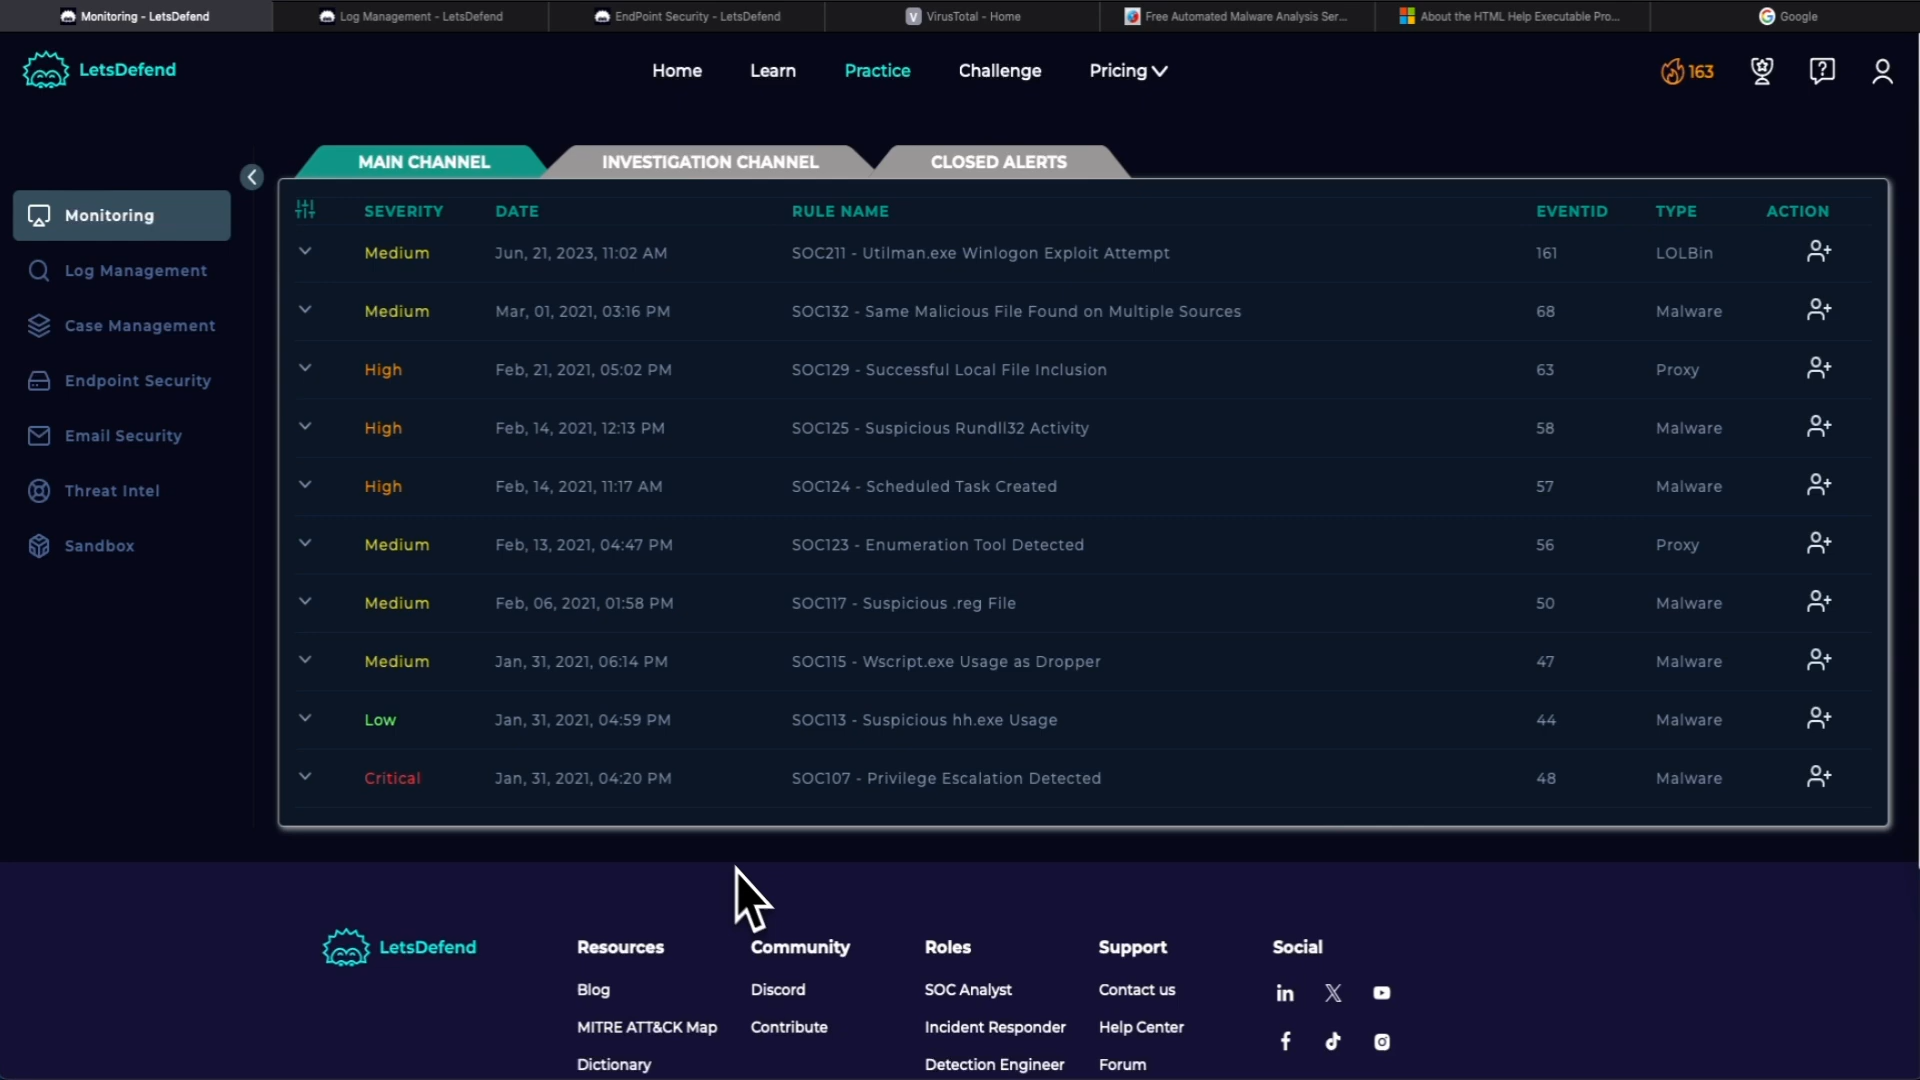 Monitoring - LetsDefend
Log Management - LetsDefend
EndPoint Security - LetsDefend
V VirusTotal - Home
Free Automated Malware Analysis Ser...
About the HTML Help Executable Pro...
Google
LetsDefend
Home Learn Practice Challenge Pricing
163
MAIN CHANNEL INVESTIGATION CHANNEL CLOSED ALERTS
Monitoring
Log Management
Case Management
Endpoint Security
Email Security
Threat Intel
Sandbox
SEVERITY DATE RULE NAME EVENTID TYPE ACTION
Medium Jun, 21, 2023, 11:02 AM SOC211 - Utilman.exe Winlogon Exploit Attempt 161 LOLBin
Medium Mar, 01, 2021, 03:16 PM SOC132 - Same Malicious File Found on Multiple Sources 68 Malware
High Feb, 21, 2021, 05:02 PM SOC129 - Successful Local File Inclusion 63 Proxy
High Feb, 14, 2021, 12:13 PM SOC125 - Suspicious Rundll32 Activity 58 Malware
High Feb, 14, 2021, 11:17 AM SOC124 - Scheduled Task Created 57 Malware
Medium Feb, 13, 2021, 04:47 PM SOC123 - Enumeration Tool Detected 56 Proxy
Medium Feb, 06, 2021, 01:58 PM SOC117 - Suspicious .reg File 50 Malware
Medium Jan, 31, 2021, 06:14 PM SOC115 - Wscript.exe Usage as Dropper 47 Malware
Low Jan, 31, 2021, 04:59 PM SOC113 - Suspicious hh.exe Usage 44 Malware
Critical Jan, 31, 2021, 04:20 PM SOC107 - Privilege Escalation Detected 48 Malware
LetsDefend
Resources Community Roles Support Social
Blog Discord SOC Analyst Contact us
MITRE ATT&CK Map Contribute Incident Responder Help Center
Dictionary Detection Engineer Forum